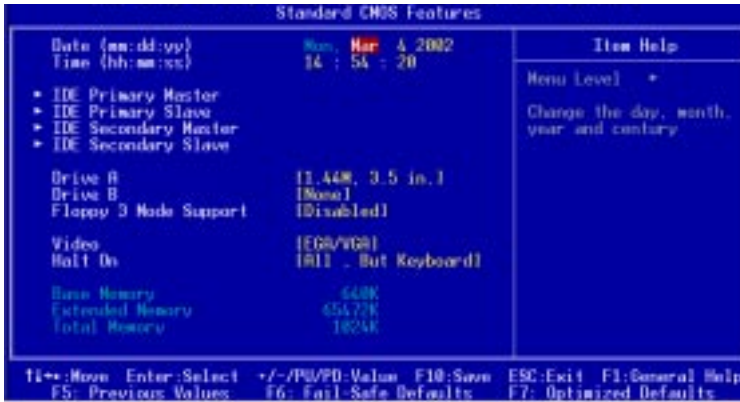 Standard CMOS Features
Date (mm:dd:yy) Mon, Mar 4 2002
Time (hh:mm:ss) 14 : 54 : 20
► IDE Primary Master
► IDE Primary Slave
► IDE Secondary Master
► IDE Secondary Slave
Drive A [1.44M, 3.5 in.]
Drive B [None]
Floppy 3 Mode Support [Disabled]
Video [EGA/VGA]
Halt On [All , But Keyboard]
Base Memory 640K
Extended Memory 65472K
Total Memory 1024K
Item Help
Menu Level ►
Change the day, month,
year and century
↑↓→←:Move Enter:Select +/-/PU/PD:Value F10:Save ESC:Exit F1:General Help
F5: Previous Values F6: Fail-Safe Defaults F7: Optimized Defaults